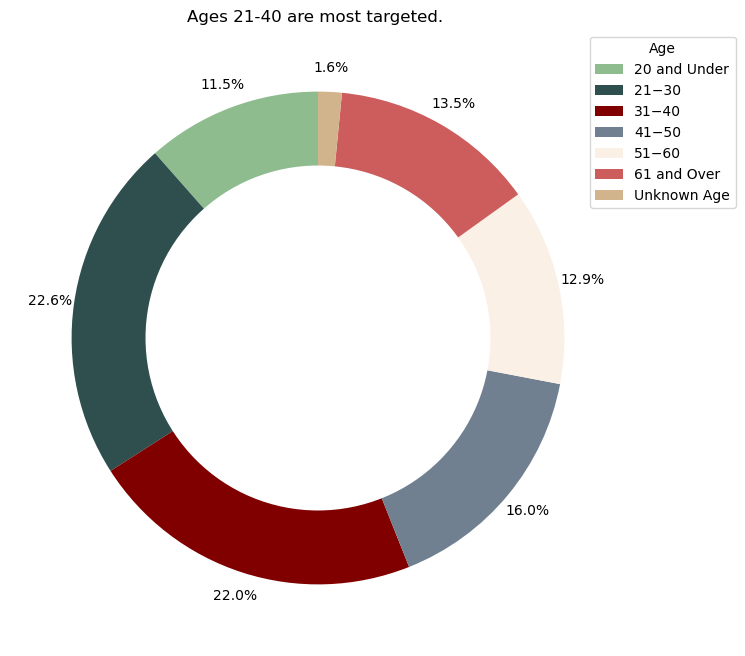 Ages 21-40 are most targeted.
Age
20 and Under
21−30
31−40
41−50
51−60
61 and Over
Unknown Age
1.6%
11.5%
13.5%
12.9%
22.6%
16.0%
22.0%